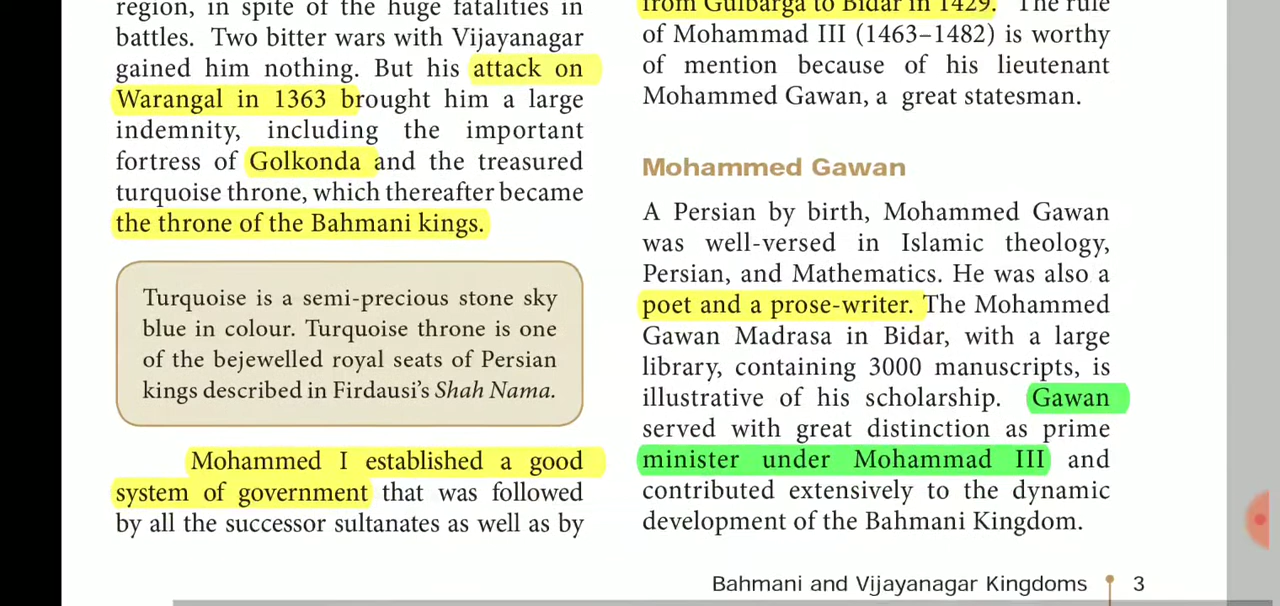 region, in spite of the huge fatalities in
battles. Two bitter wars with Vijayanagar
gained him nothing. But his attack on
Warangal in 1363 brought him a large
indemnity, including the important
fortress of Golkonda and the treasured
turquoise throne, which thereafter became
the throne of the Bahmani kings.
Turquoise is a semi-precious stone sky
blue in colour. Turquoise throne is one
of the bejewelled royal seats of Persian
kings described in Firdausi's Shah Nama.
Mohammed I established a good
system of government that was followed
by all the successor sultanates as well as by
from Gulbarga to Bidar in 1429. The rule
of Mohammad III (1463–1482) is worthy
of mention because of his lieutenant
Mohammed Gawan, a great statesman.
Mohammed Gawan
A Persian by birth, Mohammed Gawan
was well-versed in Islamic theology,
Persian, and Mathematics. He was also a
poet and a prose-writer. The Mohammed
Gawan Madrasa in Bidar, with a large
library, containing 3000 manuscripts, is
illustrative of his scholarship. Gawan
served with great distinction as prime
minister under Mohammad III and
contributed extensively to the dynamic
development of the Bahmani Kingdom.
Bahmani and Vijayanagar Kingdoms 3